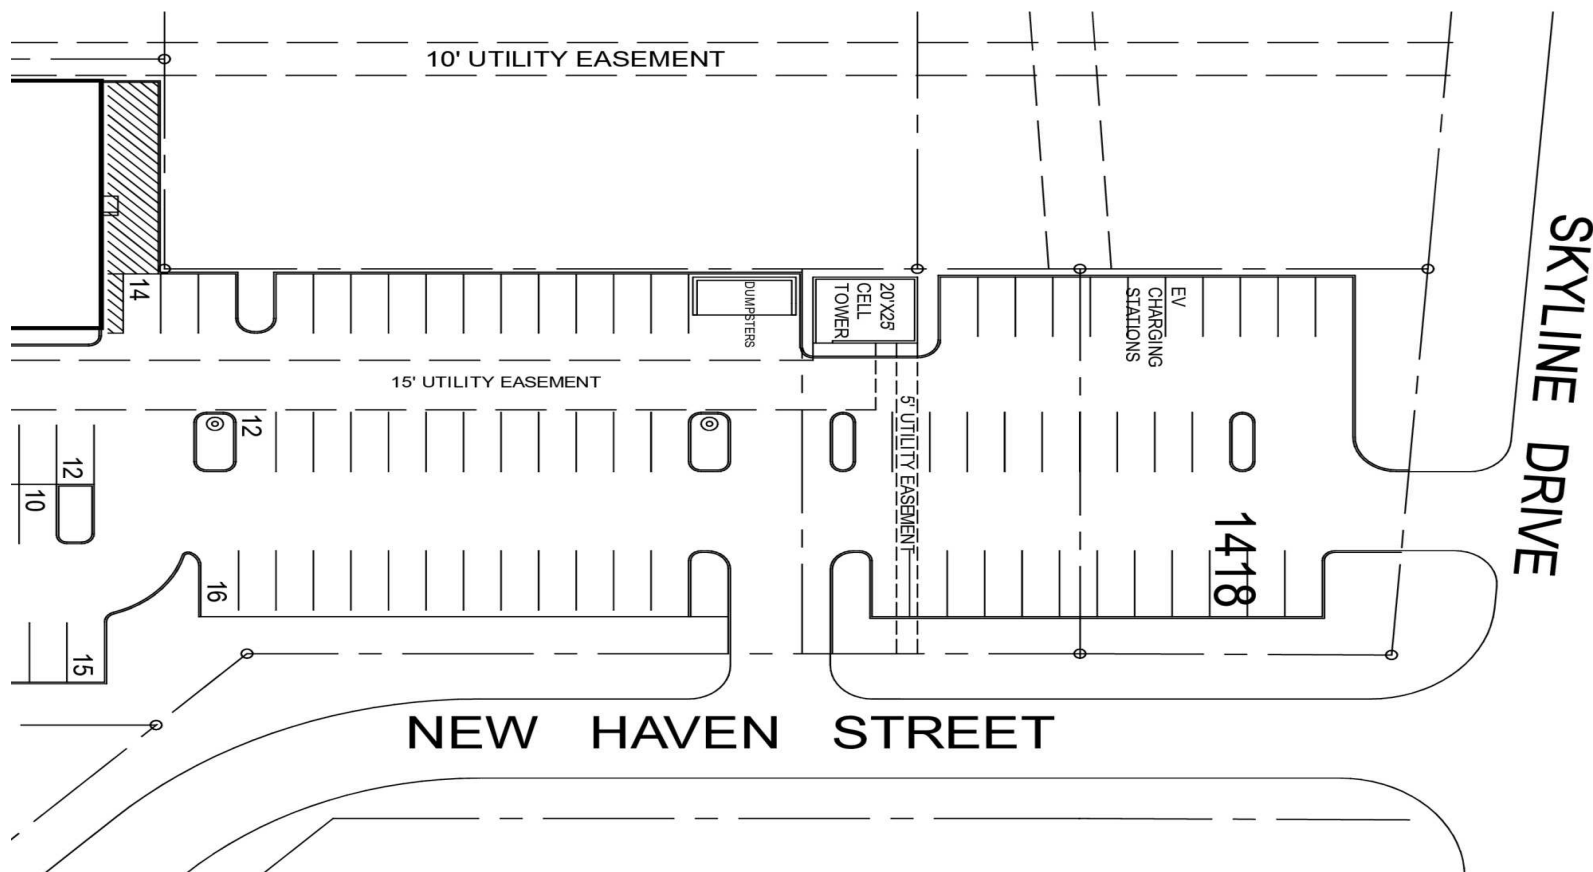 10' UTILITY EASEMENT
14
DUMPSTERS
20'X25'
CELL
TOWER
EV
CHARGING
STATIONS
SKYLINE DRIVE
15' UTILITY EASEMENT
12
5' UTILITY EASEMENT
12
10
1418
16
15
NEW HAVEN STREET